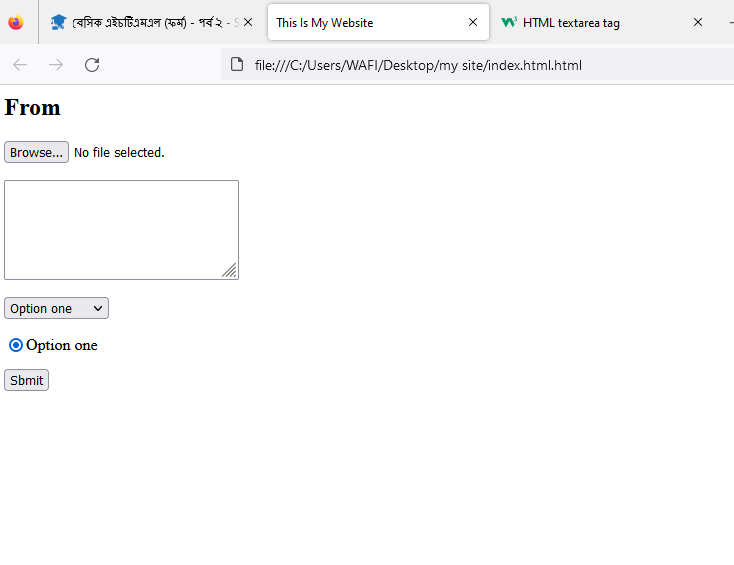 বেসিক এইচটিএমএল (ফর্ম) - পর্ব ২ - S
This Is My Website
HTML textarea tag
file:///C:/Users/WAFI/Desktop/my site/index.html.html
From
Browse... No file selected.
Option one
Option one
Sbmit